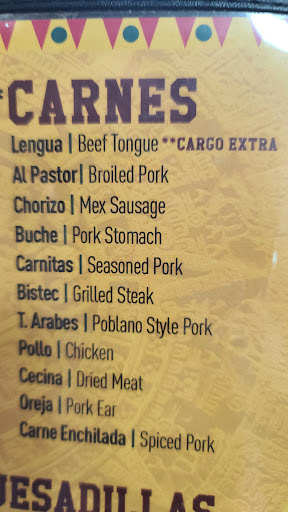 *CARNES
Lengua | Beef Tongue **CARGO EXTRA
Al Pastor | Broiled Pork
Chorizo | Mex Sausage
Buche | Pork Stomach
Carnitas | Seasoned Pork
Bistec | Grilled Steak
T. Arabes | Poblano Style Pork
Pollo | Chicken
Cecina | Dried Meat
Oreja | Pork Ear
Carne Enchilada | Spiced Pork
UESADILLAS